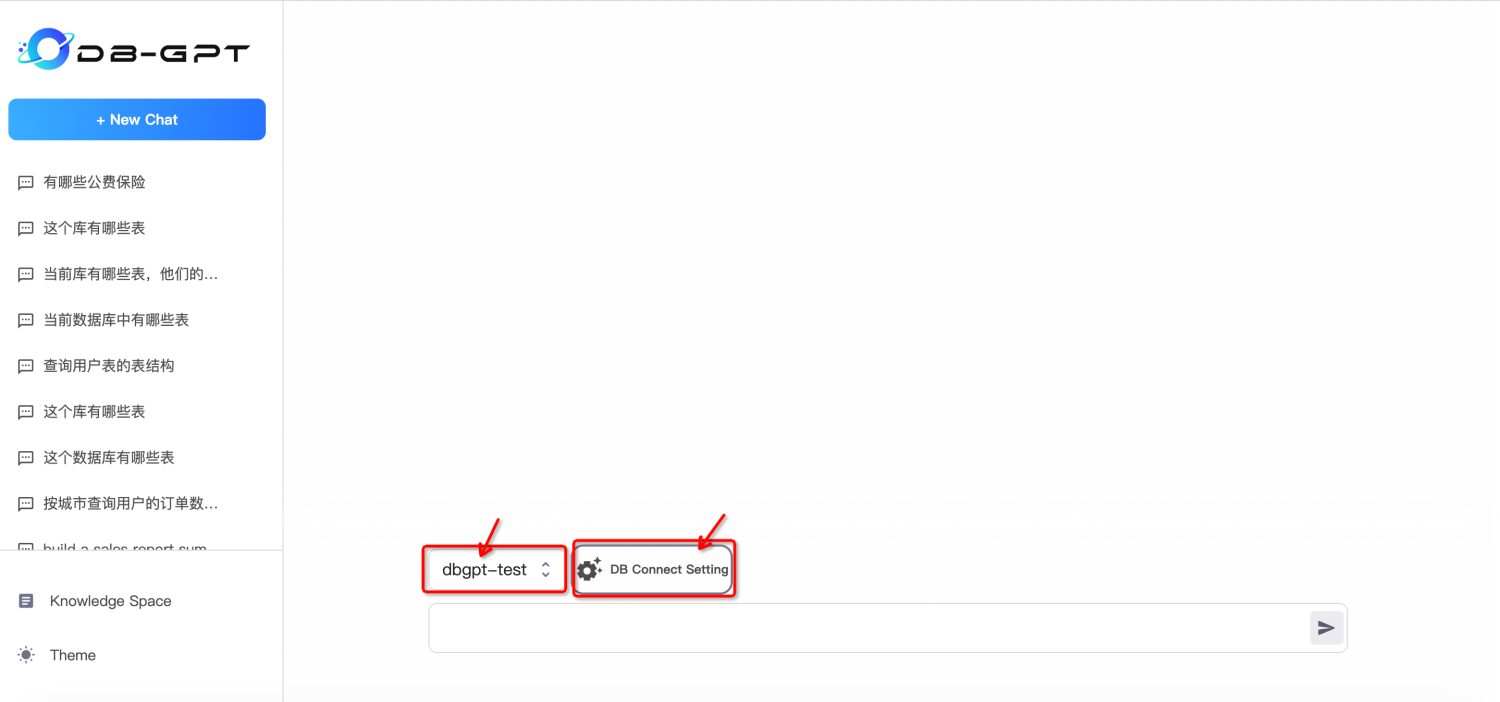 DB-GPT
+ New Chat
有哪些公费保险
这个库有哪些表
当前库有哪些表，他们的...
当前数据库中有哪些表
查询用户表的表结构
这个库有哪些表
这个数据库有哪些表
按城市查询用户的订单数...
build a sales report sum
Knowledge Space
Theme
dbgpt-test
DB Connect Setting